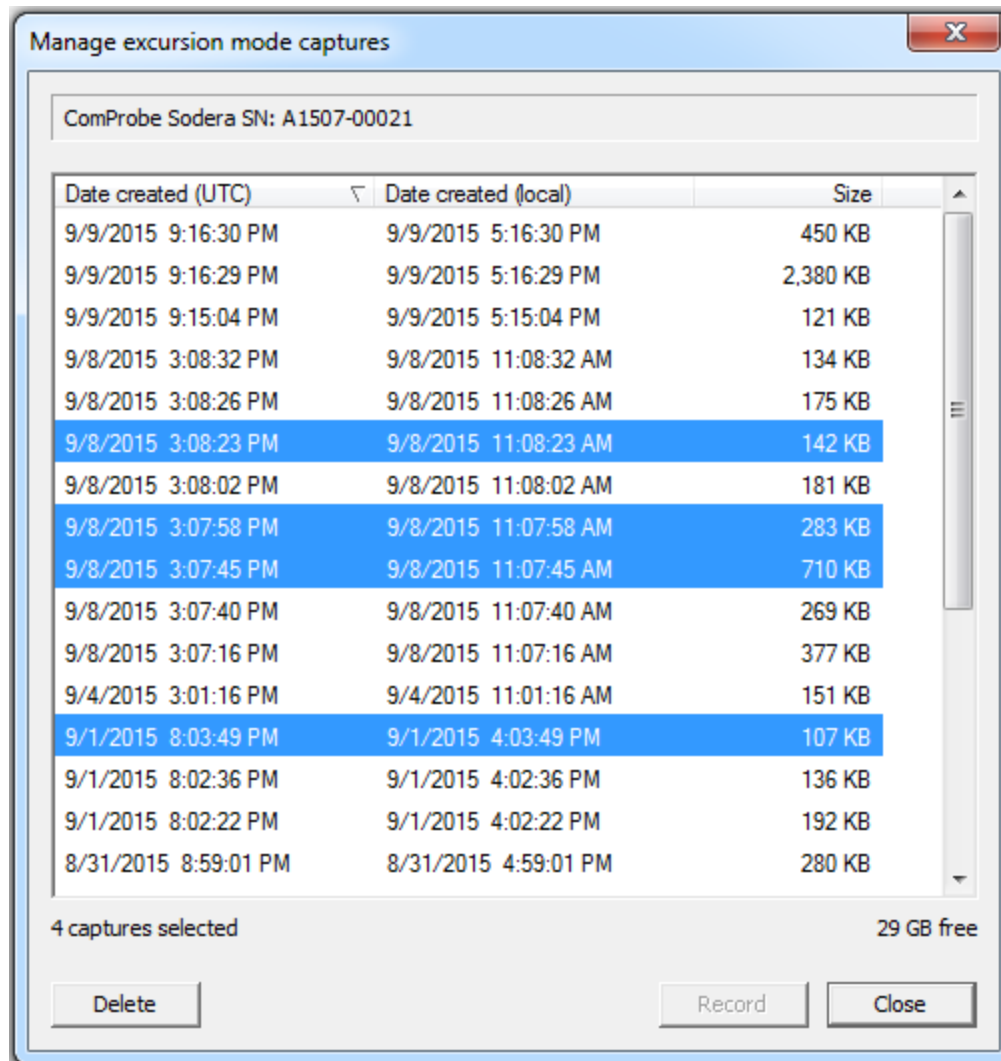 Manage excursion mode captures
ComProbe Sodera SN: A1507-00021
Date created (UTC) Date created (local) Size
9/9/2015 9:16:30 PM 9/9/2015 5:16:30 PM 450 KB
9/9/2015 9:16:29 PM 9/9/2015 5:16:29 PM 2,380 KB
9/9/2015 9:15:04 PM 9/9/2015 5:15:04 PM 121 KB
9/8/2015 3:08:32 PM 9/8/2015 11:08:32 AM 134 KB
9/8/2015 3:08:26 PM 9/8/2015 11:08:26 AM 175 KB
9/8/2015 3:08:23 PM 9/8/2015 11:08:23 AM 142 KB
9/8/2015 3:08:02 PM 9/8/2015 11:08:02 AM 181 KB
9/8/2015 3:07:58 PM 9/8/2015 11:07:58 AM 283 KB
9/8/2015 3:07:45 PM 9/8/2015 11:07:45 AM 710 KB
9/8/2015 3:07:40 PM 9/8/2015 11:07:40 AM 269 KB
9/8/2015 3:07:16 PM 9/8/2015 11:07:16 AM 377 KB
9/4/2015 3:01:16 PM 9/4/2015 11:01:16 AM 151 KB
9/1/2015 8:03:49 PM 9/1/2015 4:03:49 PM 107 KB
9/1/2015 8:02:36 PM 9/1/2015 4:02:36 PM 136 KB
9/1/2015 8:02:22 PM 9/1/2015 4:02:22 PM 192 KB
8/31/2015 8:59:01 PM 8/31/2015 4:59:01 PM 280 KB
4 captures selected 29 GB free
Delete Record Close